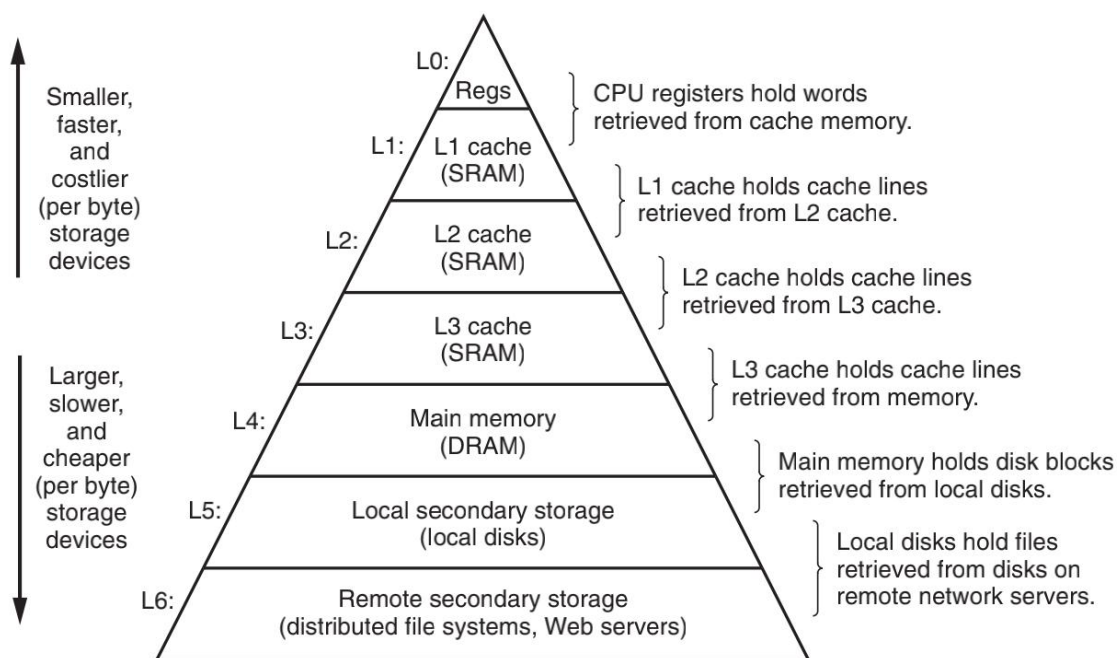 Smaller,
faster,
and
costlier
(per byte)
storage
devices
Larger,
slower,
and
cheaper
(per byte)
storage
devices
L0:
Regs
CPU registers hold words
retrieved from cache memory.
L1:
L1 cache
(SRAM)
L1 cache holds cache lines
retrieved from L2 cache.
L2:
L2 cache
(SRAM)
L2 cache holds cache lines
retrieved from L3 cache.
L3:
L3 cache
(SRAM)
L3 cache holds cache lines
retrieved from memory.
L4:
Main memory
(DRAM)
Main memory holds disk blocks
retrieved from local disks.
L5:
Local secondary storage
(local disks)
Local disks hold files
retrieved from disks on
remote network servers.
L6:
Remote secondary storage
(distributed file systems, Web servers)